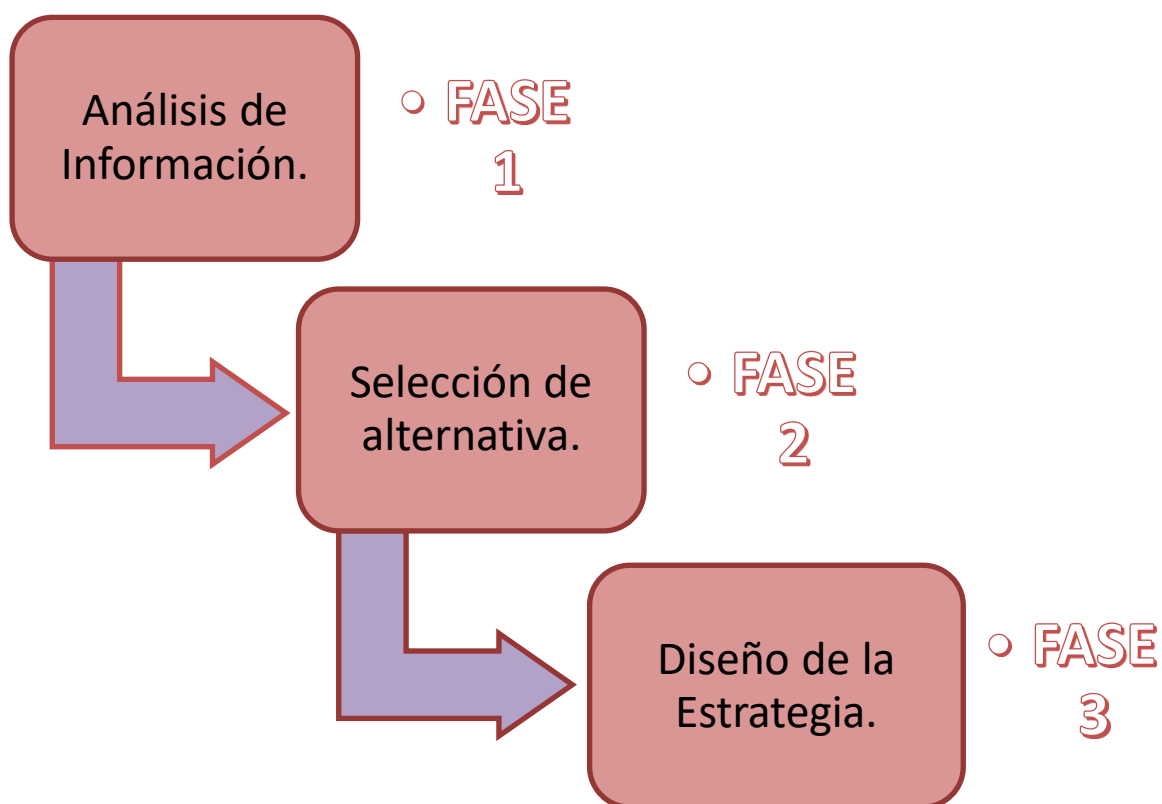 Análisis de
Información.
○ FASE
1
Selección de
alternativa.
○ FASE
2
Diseño de la
Estrategia.
○ FASE
3